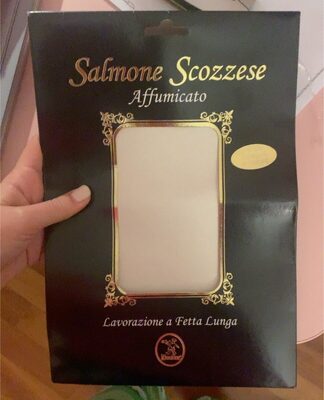 Salmone Scozzese
Affumicato
Lavorazione a Fetta Lunga